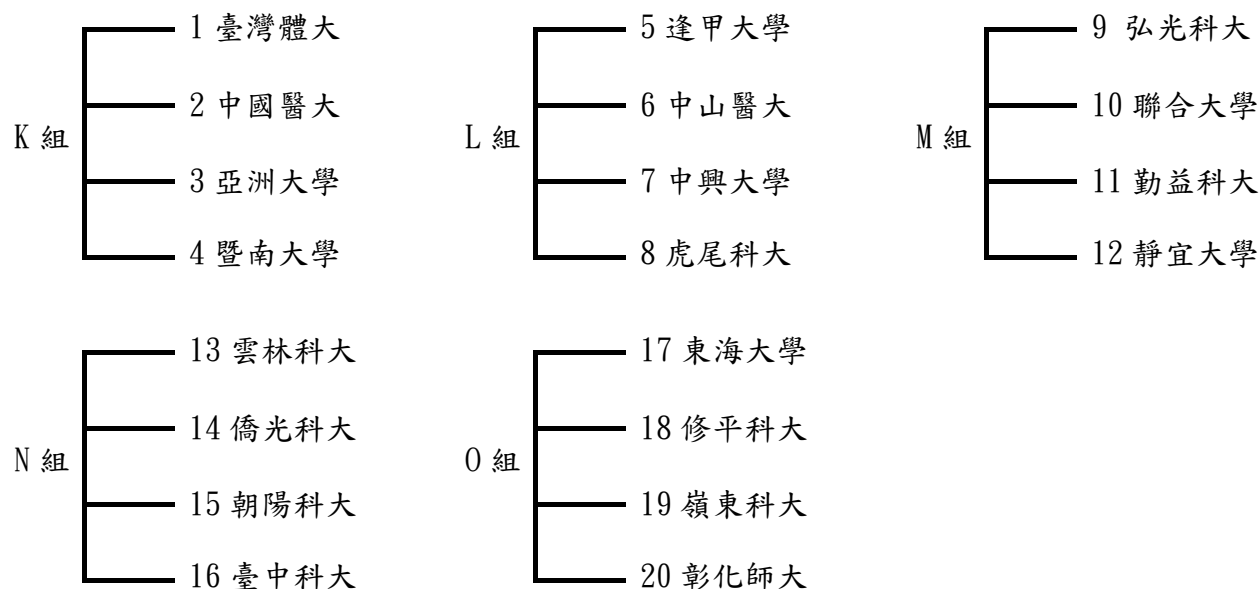 1 臺灣體大
2 中國醫大
K 組
3 亞洲大學
4 暨南大學
5 逢甲大學
6 中山醫大
L 組
7 中興大學
8 虎尾科大
9 弘光科大
10 聯合大學
M 組
11 勤益科大
12 靜宜大學
13 雲林科大
14 僑光科大
N 組
15 朝陽科大
16 臺中科大
17 東海大學
18 修平科大
O 組
19 嶺東科大
20 彰化師大